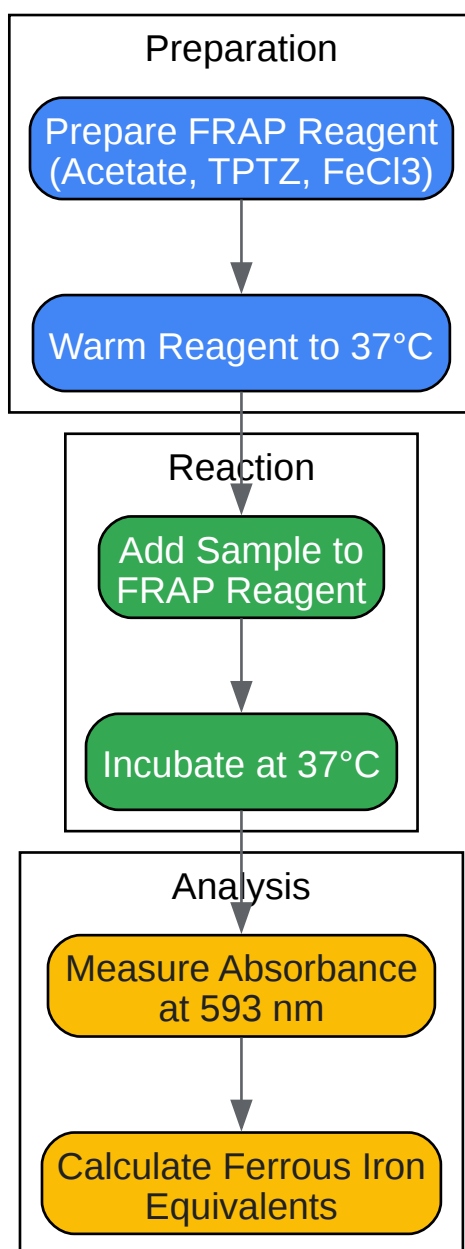 Preparation
Prepare FRAP Reagent
(Acetate, TPTZ, FeCl3)
Warm Reagent to 37°C
Reaction
Add Sample to
FRAP Reagent
Incubate at 37°C
Analysis
Measure Absorbance
at 593 nm
Calculate Ferrous Iron
Equivalents